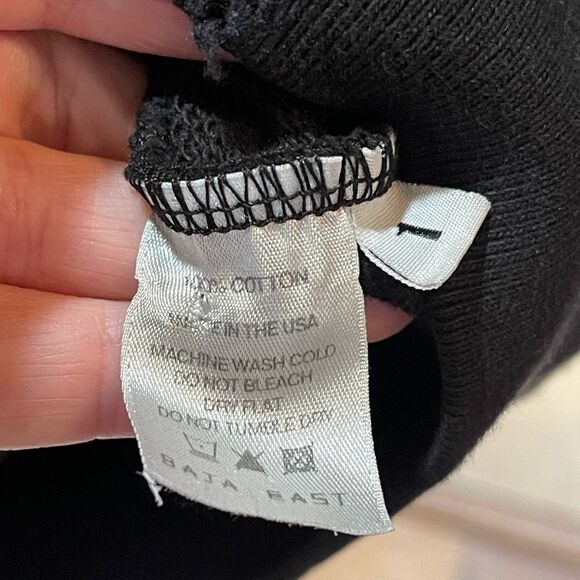 1
100% COTTON
MADE IN THE USA
MACHINE WASH COLD
DO NOT BLEACH
DRY FLAT
DO NOT TUMBLE DRY
BAJA EAST